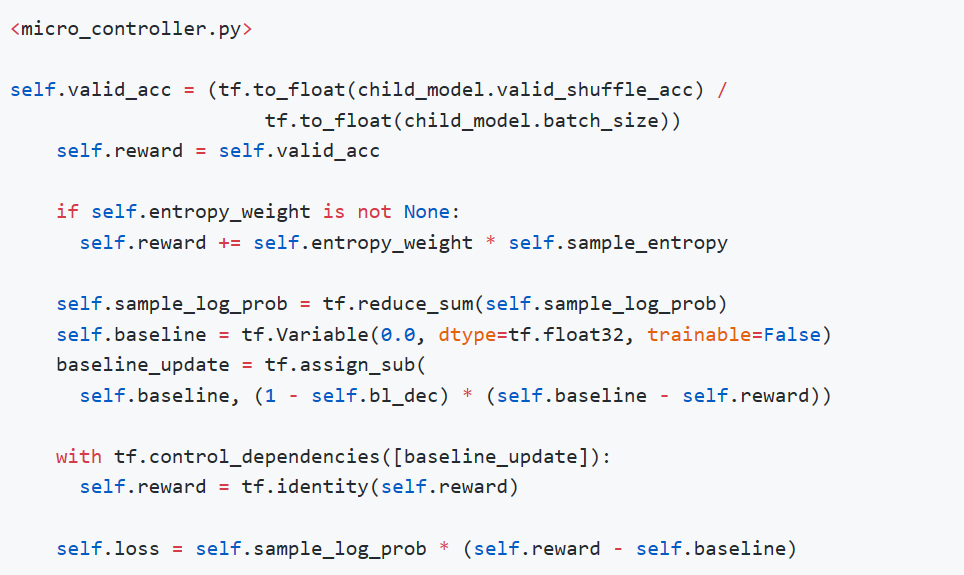 <micro_controller.py>
self.valid_acc = (tf.to_float(child_model.valid_shuffle_acc) /
                      tf.to_float(child_model.batch_size))
    self.reward = self.valid_acc
    if self.entropy_weight is not None:
      self.reward += self.entropy_weight * self.sample_entropy
    self.sample_log_prob = tf.reduce_sum(self.sample_log_prob)
    self.baseline = tf.Variable(0.0, dtype=tf.float32, trainable=False)
    baseline_update = tf.assign_sub(
      self.baseline, (1 - self.bl_dec) * (self.baseline - self.reward))
    with tf.control_dependencies([baseline_update]):
      self.reward = tf.identity(self.reward)
    self.loss = self.sample_log_prob * (self.reward - self.baseline)